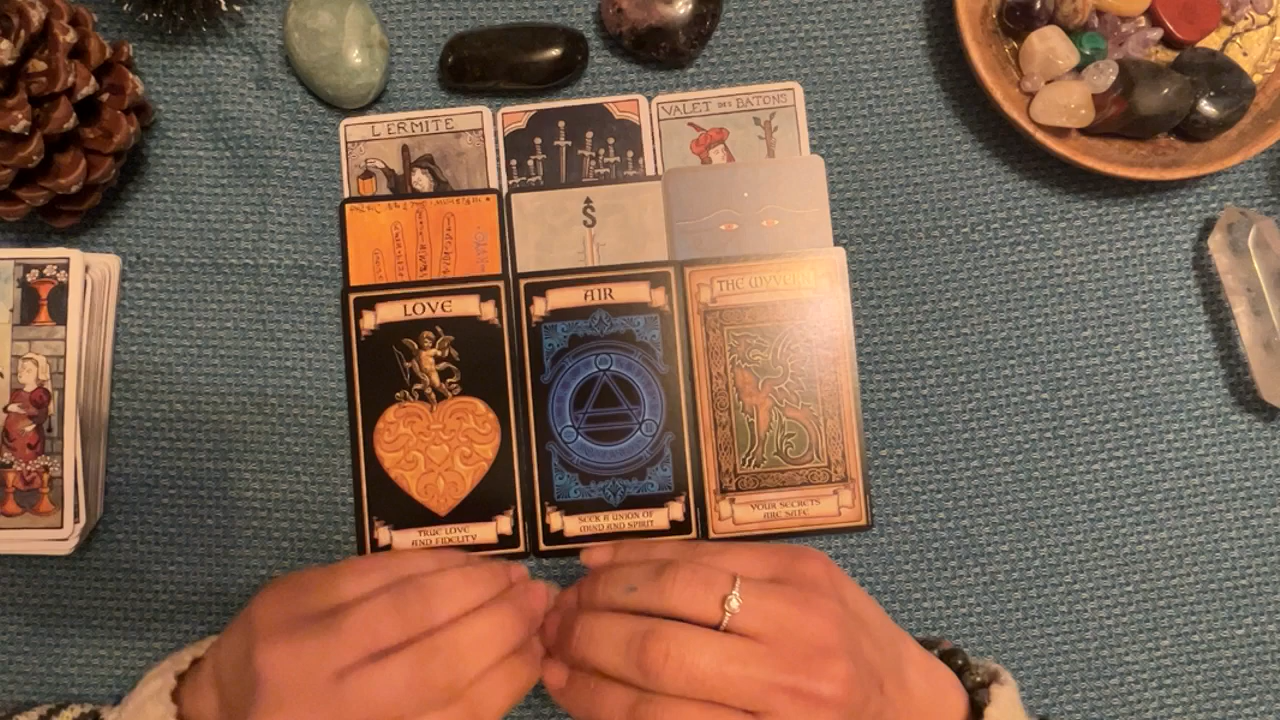 L'ERMITE
VALET DES BATONS
S
LOVE
AIR
THE WYVERN
TRUE LOVE
AND FIDELITY
SEEK A UNION OF
MIND AND SPIRIT
YOUR SECRETS
ARE SAFE